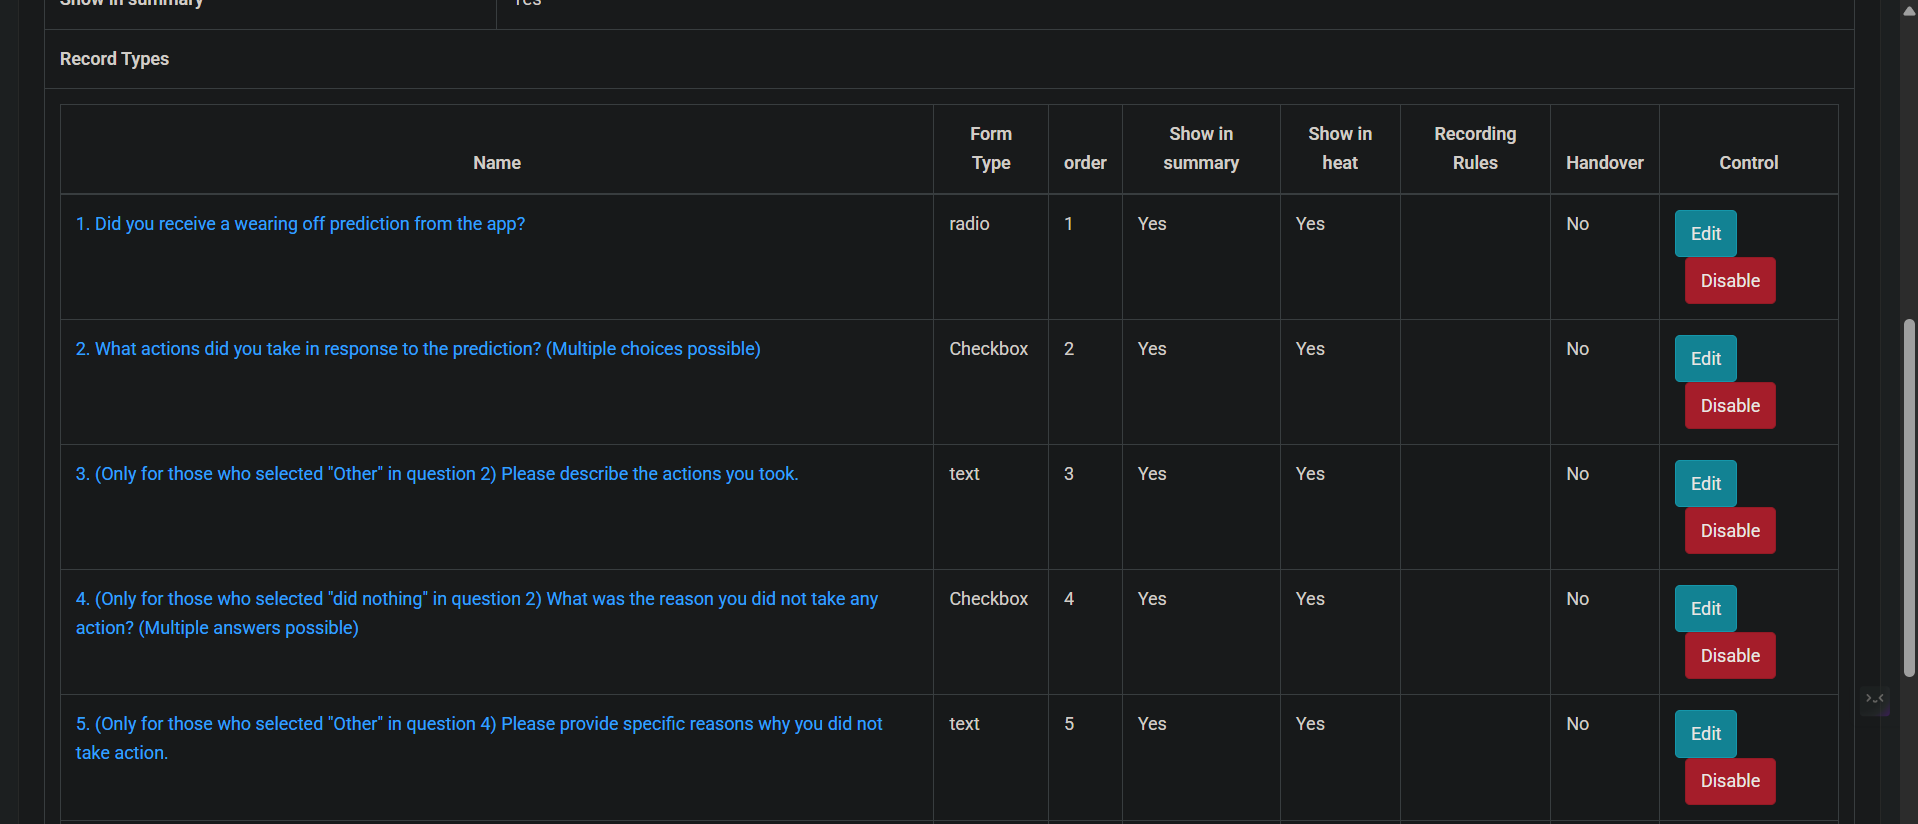 Show in summary Yes
Record Types
Name Form Type order Show in summary Show in heat Recording Rules Handover Control
1. Did you receive a wearing off prediction from the app? radio 1 Yes Yes No Edit
Disable
2. What actions did you take in response to the prediction? (Multiple choices possible) Checkbox 2 Yes Yes No Edit
Disable
3. (Only for those who selected "Other" in question 2) Please describe the actions you took. text 3 Yes Yes No Edit
Disable
4. (Only for those who selected "did nothing" in question 2) What was the reason you did not take any
action? (Multiple answers possible) Checkbox 4 Yes Yes No Edit
Disable
5. (Only for those who selected "Other" in question 4) Please provide specific reasons why you did not
take action. text 5 Yes Yes No Edit
Disable